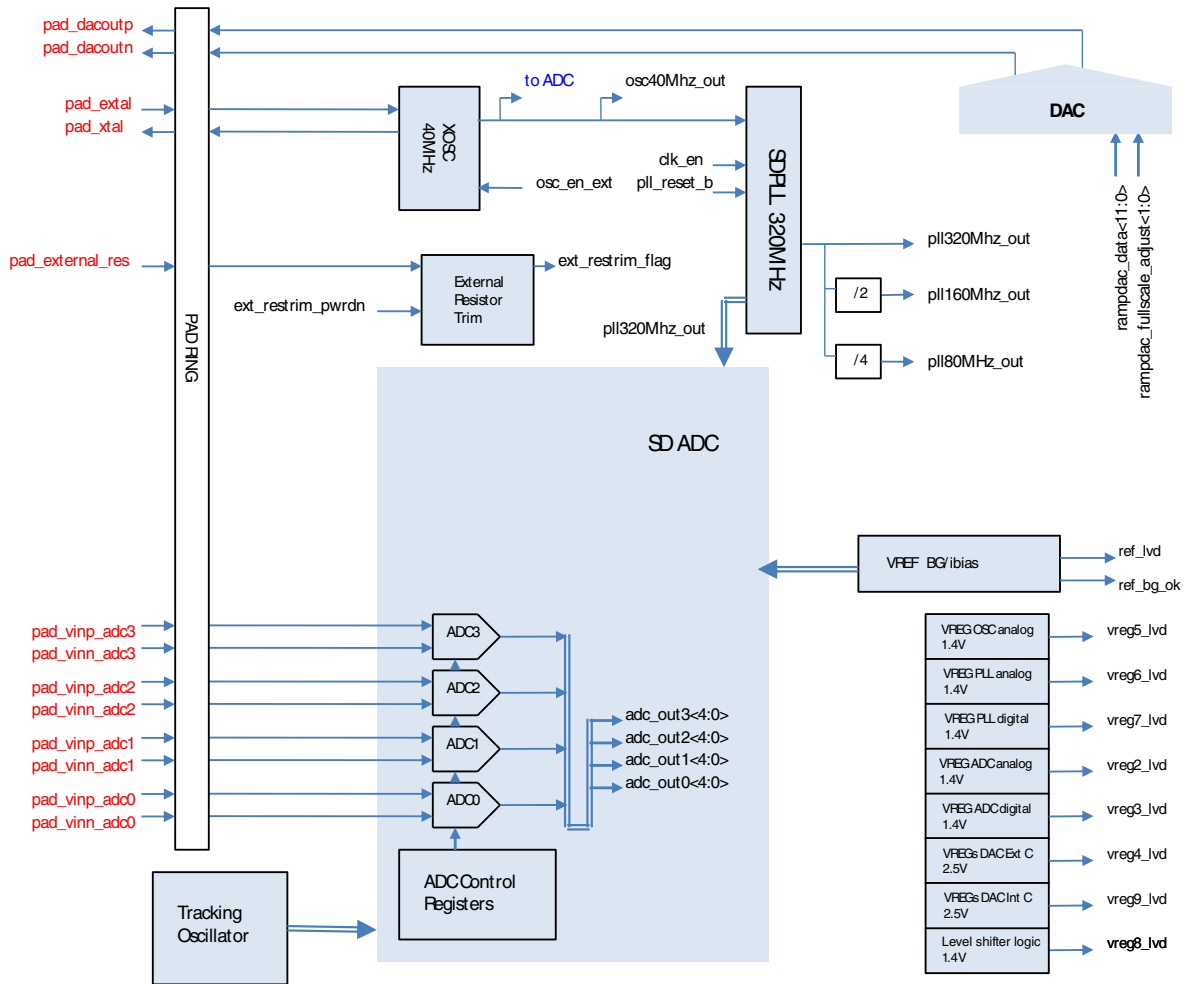 pad_dacoutp
pad_dacoutn
to ADC
osc40Mhz_out
pad_extal
pad_xtal
XOSC
40MHz
DAC
clk_en
osc_en_ext
pll_reset_b
SDPLL 320MHz
rampdac_data<11:0>
rampdac_fullscale_adjust<1:0>
pad_external_res
ext_restrim_flag
External
Resistor
Trim
ext_restrim_pwrdn
pll320Mhz_out
/2
pll160Mhz_out
pll320Mhz_out
/4
pll80MHz_out
PAD RING
SD ADC
VREF BG/ibias
ref_lvd
ref_bg_ok
pad_vinp_adc3
pad_vinn_adc3
ADC3
pad_vinp_adc2
pad_vinn_adc2
ADC2
pad_vinp_adc1
pad_vinn_adc1
ADC1
pad_vinp_adc0
pad_vinn_adc0
ADC0
adc_out3<4:0>
adc_out2<4:0>
adc_out1<4:0>
adc_out0<4:0>
VREG OSC analog
1.4V
vreg5_lvd
VREG PLL analog
1.4V
vreg6_lvd
VREG PLL digital
1.4V
vreg7_lvd
VREG ADC analog
1.4V
vreg2_lvd
VREG ADC digital
1.4V
vreg3_lvd
VREGs DAC Ext C
2.5V
vreg4_lvd
VREGs DAC Int C
2.5V
vreg9_lvd
Level shifter logic
1.4V
vreg8_lvd
ADC Control
Registers
Tracking
Oscillator